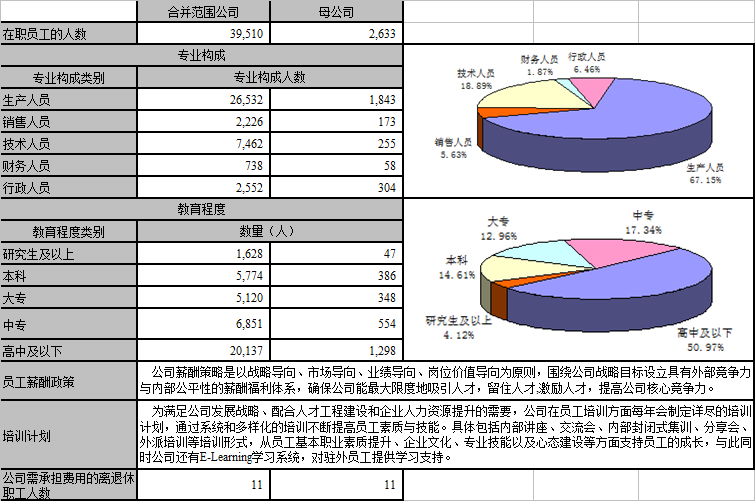 合并范围公司 母公司
在职员工的人数 39,510 2,633
专业构成
专业构成类别 专业构成人数
生产人员 26,532 1,843
销售人员 2,226 173
技术人员 7,462 255
财务人员 738 58
行政人员 2,552 304
财务人员
1.87%
行政人员
6.46%
技术人员
18.89%
销售人员
5.63%
生产人员
67.15%
教育程度
教育程度类别 数量（人）
研究生及以上 1,628 47
本科 5,774 386
大专 5,120 348
中专 6,851 554
高中及以下 20,137 1,298
大专
12.96%
中专
17.34%
本科
14.61%
研究生及以上
4.12%
高中及以下
50.97%
员工薪酬政策
公司薪酬策略是以战略导向、市场导向、业绩导向、岗位价值导向为原则，围绕公司战略目标设立具有外部竞争力
与内部公平性的薪酬福利体系，确保公司能最大限度地吸引人才，留住人才,激励人才，提高公司核心竞争力。
培训计划
为满足公司发展战略、配合人才工程建设和企业人力资源提升的需要，公司在员工培训方面每年会制定详尽的培训
计划，通过系统和多样化的培训不断提高员工素质与技能。具体包括内部讲座、交流会、内部封闭式集训、分享会、
外派培训等培训形式，从员工基本职业素质提升、企业文化、专业技能以及心态建设等方面支持员工的成长，与此同
时公司还有E-Learning学习系统，对驻外员工提供学习支持。
公司需承担费用的离退休
职工人数 11 11